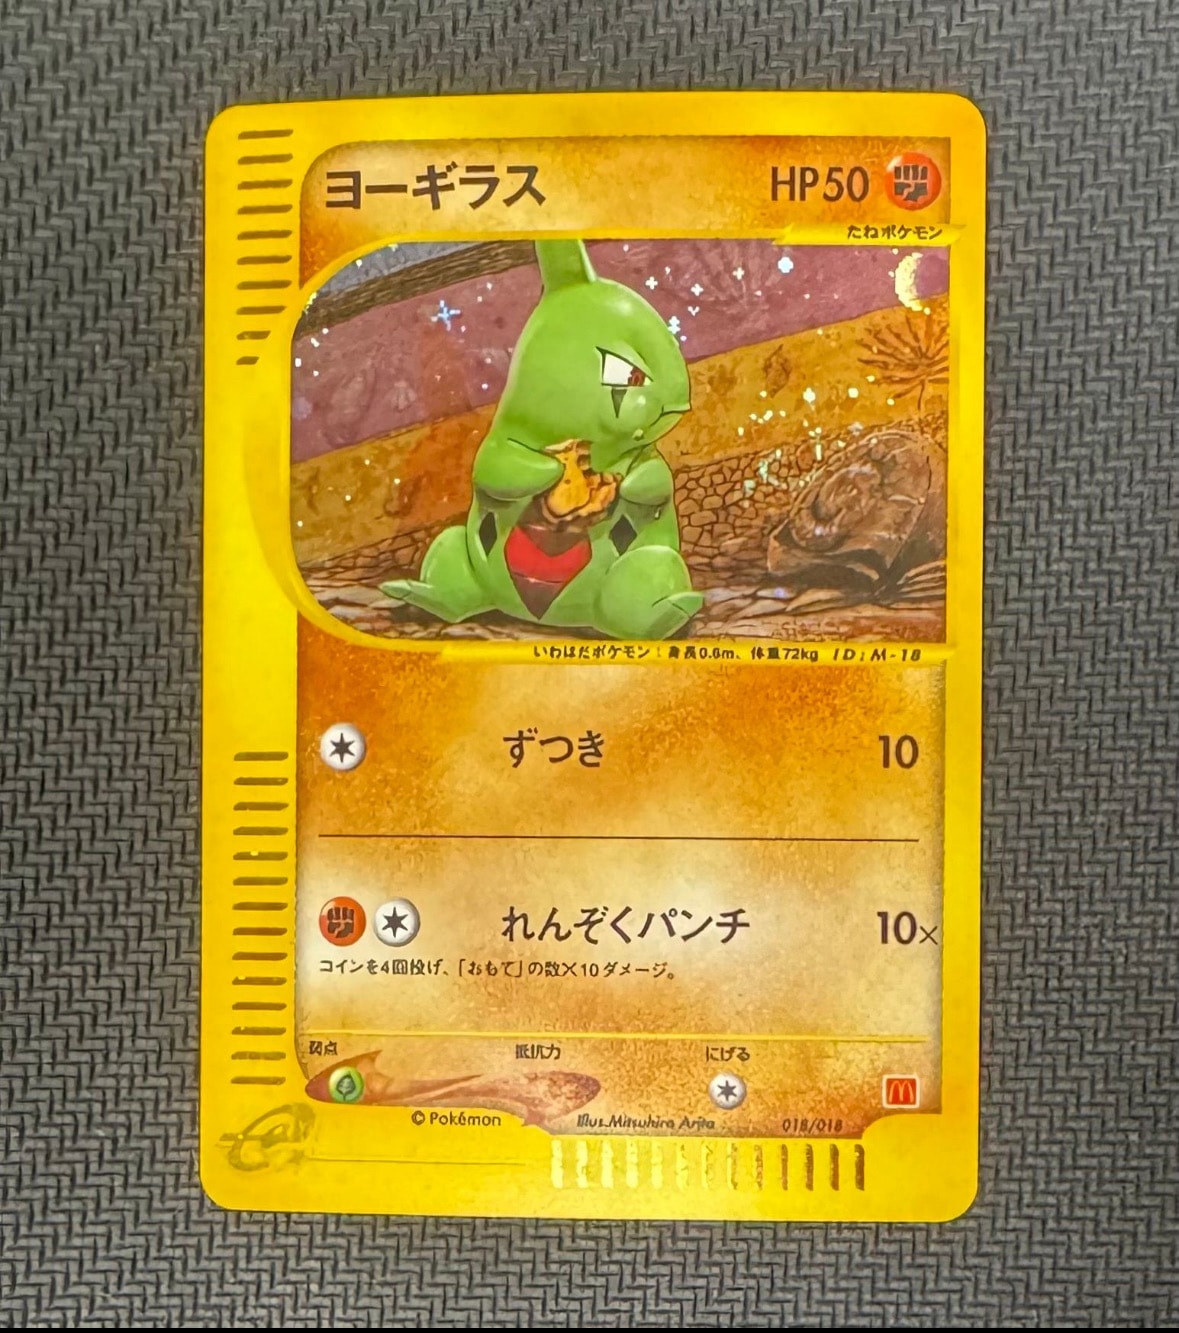 ヨーギラス HP50
たねポケモン
いわはだポケモン:身長0.6m、体重72kg ID:M-18
ずつき 10
れんぞくパンチ 10×
コインを4回投げ、「おもて」の数×10ダメージ。
弱点 抵抗力 にげる
© Pokémon Illus.Mitsuhiro Arita 018/018